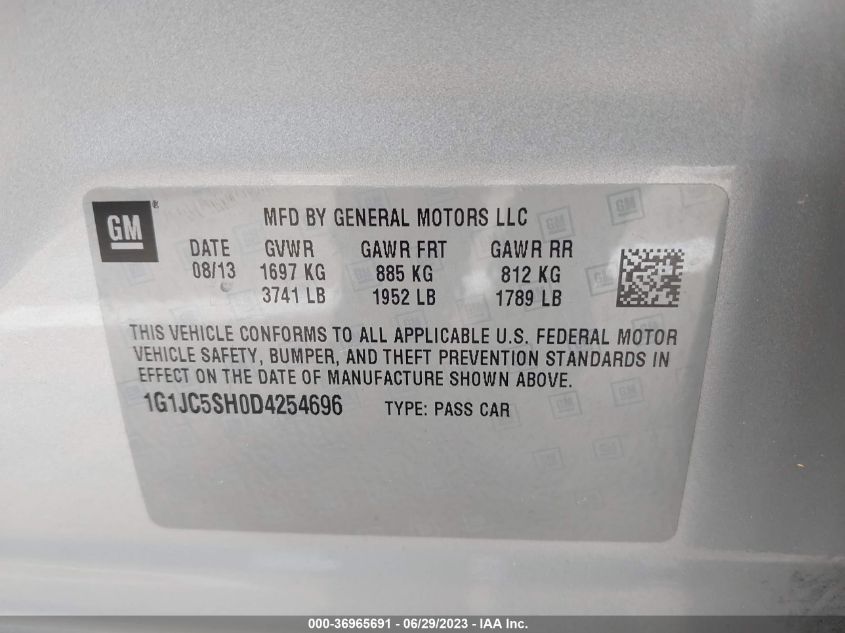 GM ®
MFD BY GENERAL MOTORS LLC
DATE GVWR GAWR FRT GAWR RR
08/13 1697 KG 885 KG 812 KG
3741 LB 1952 LB 1789 LB
THIS VEHICLE CONFORMS TO ALL APPLICABLE U.S. FEDERAL MOTOR
VEHICLE SAFETY, BUMPER, AND THEFT PREVENTION STANDARDS IN
EFFECT ON THE DATE OF MANUFACTURE SHOWN ABOVE.
1G1JC5SH0D4254696 TYPE: PASS CAR
000-36965691 - 06/29/2023 - IAA Inc.